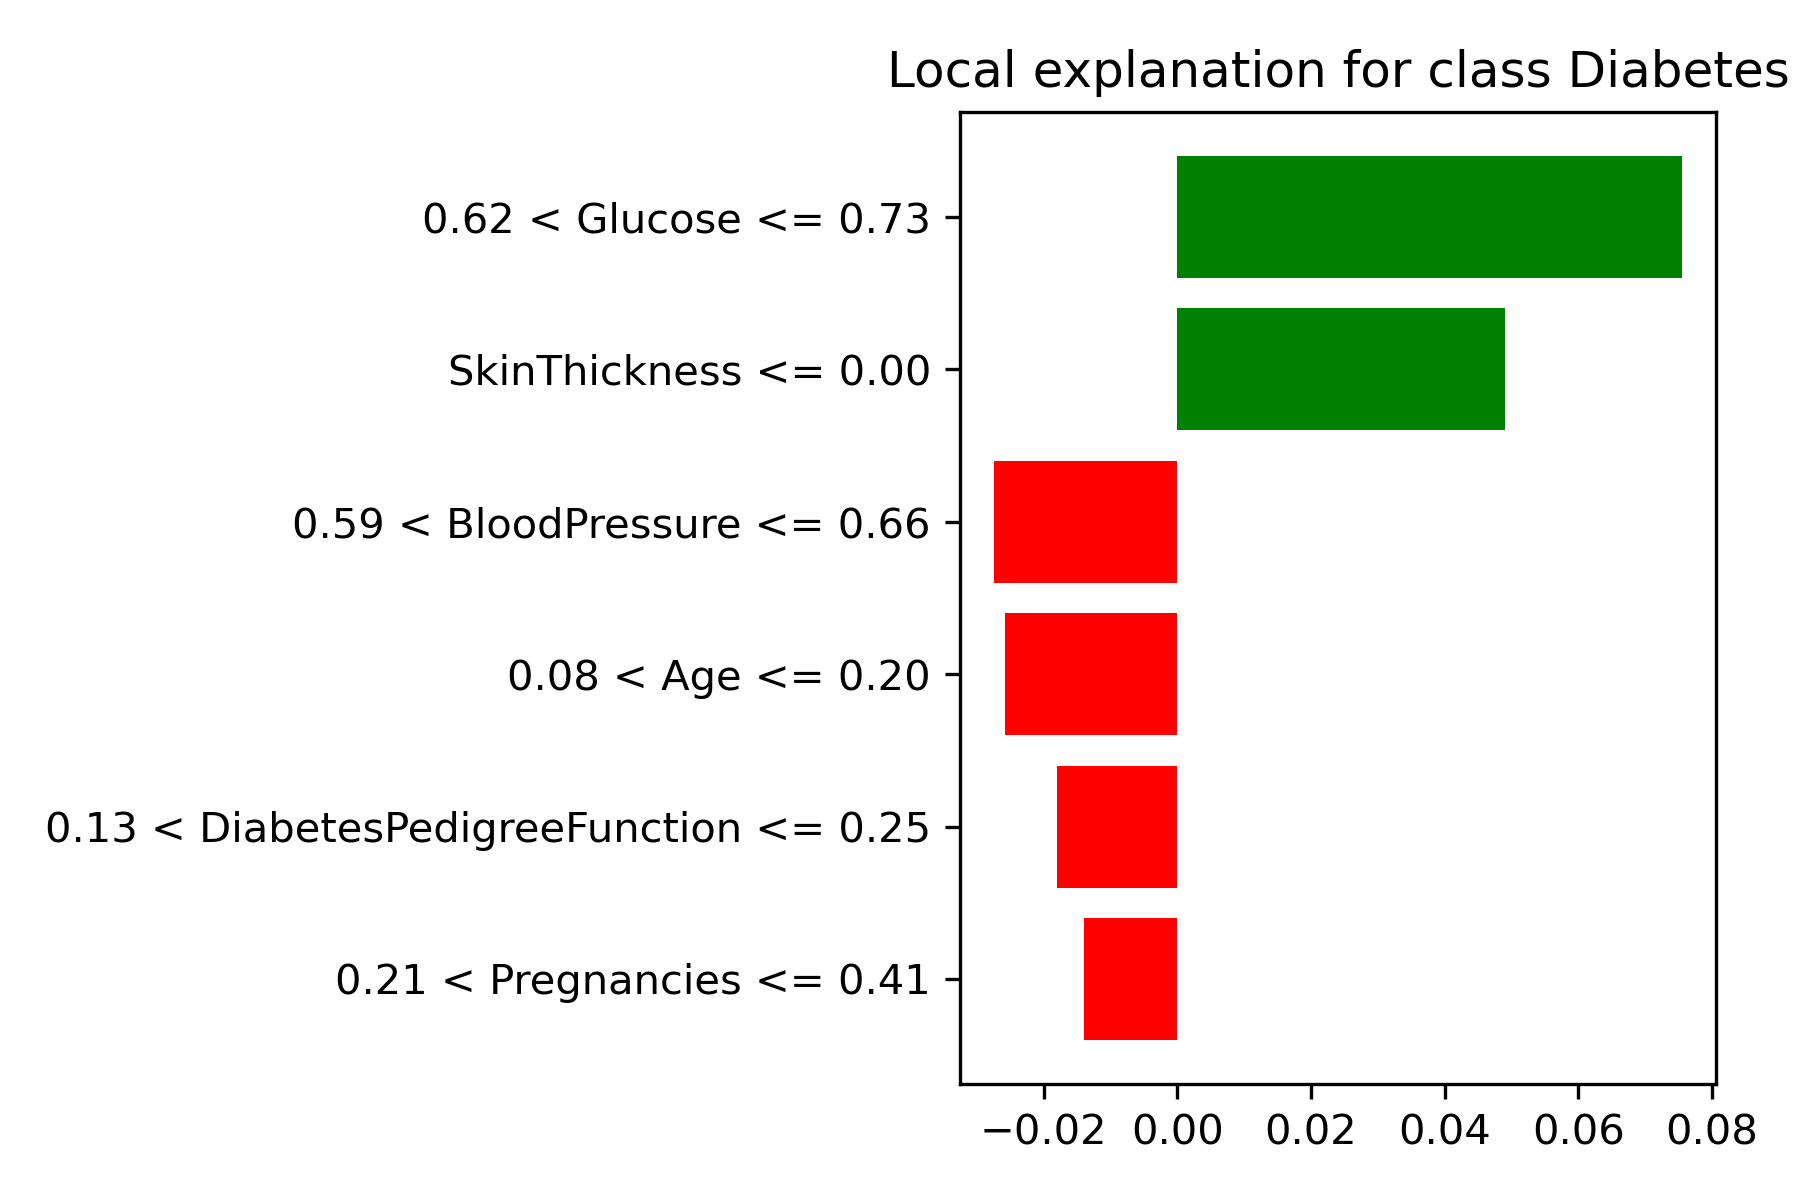 Local explanation for class Diabetes
0.62 < Glucose <= 0.73
SkinThickness <= 0.00
0.59 < BloodPressure <= 0.66
0.08 < Age <= 0.20
0.13 < DiabetesPedigreeFunction <= 0.25
0.21 < Pregnancies <= 0.41
−0.02 0.00 0.02 0.04 0.06 0.08